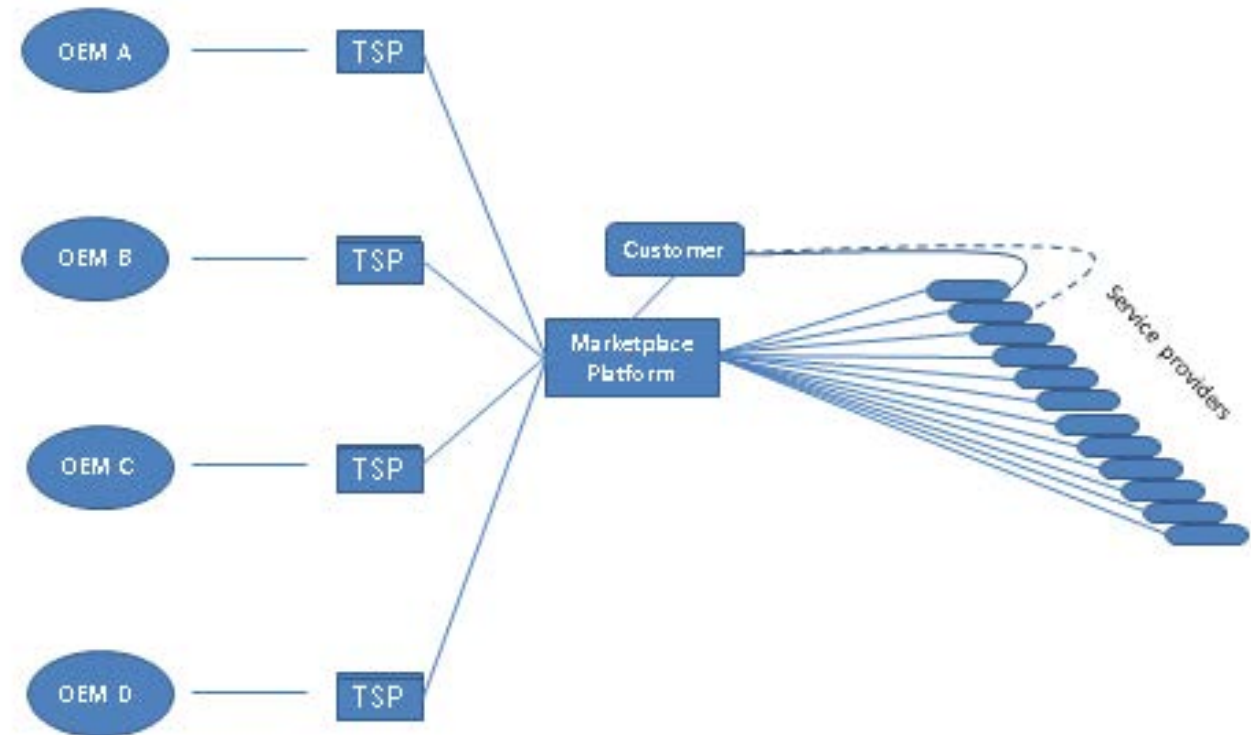 OEM A
TSP
OEM B
TSP
Customer
Service providers
Marketplace
Platform
OEM C
TSP
OEM D
TSP